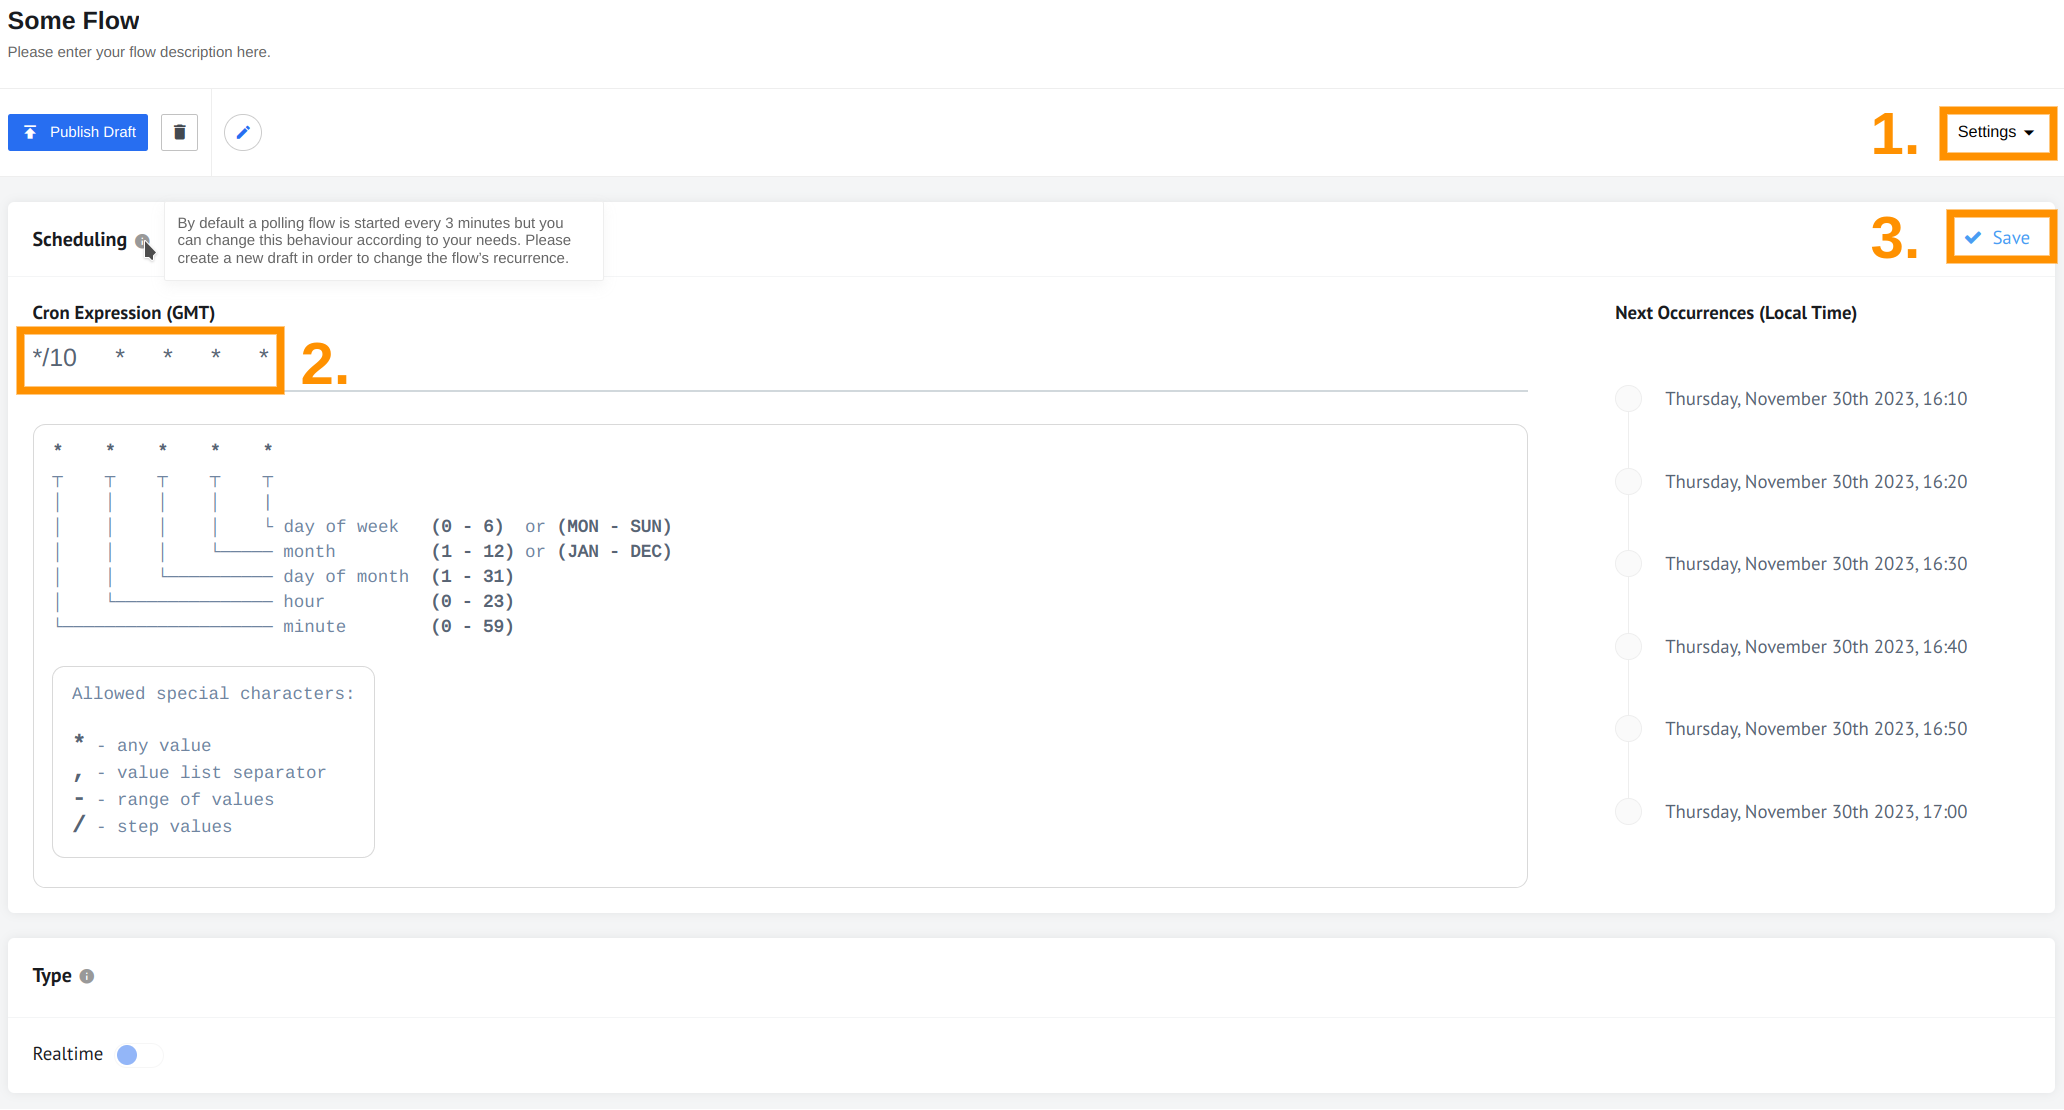 Some Flow
Please enter your flow description here.
Publish Draft
1.
Settings
Scheduling
By default a polling flow is started every 3 minutes but you
can change this behaviour according to your needs. Please
create a new draft in order to change the flow's recurrence.
3.
Save
Cron Expression (GMT)
*/10 * * * *
2.
* * * * *
day of week (0 - 6) or (MON - SUN)
month (1 - 12) or (JAN - DEC)
day of month (1 - 31)
hour (0 - 23)
minute (0 - 59)
Allowed special characters:
* - any value
, - value list separator
- - range of values
/ - step values
Next Occurrences (Local Time)
Thursday, November 30th 2023, 16:10
Thursday, November 30th 2023, 16:20
Thursday, November 30th 2023, 16:30
Thursday, November 30th 2023, 16:40
Thursday, November 30th 2023, 16:50
Thursday, November 30th 2023, 17:00
Type
Realtime